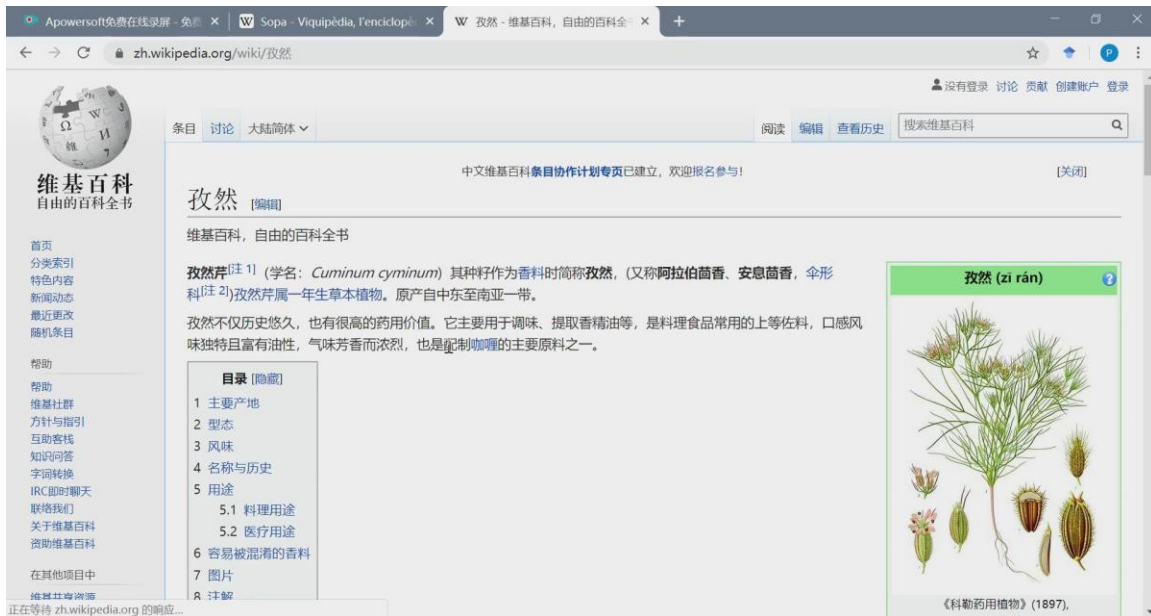 Apowersoft免费在线录屏 - 免费
Sopa - Viquipèdia, l'enciclopèd
孜然 - 维基百科，自由的百科全
zh.wikipedia.org/wiki/孜然
P
没有登录 讨论 贡献 创建账户 登录
条目 讨论 大陆简体
阅读 编辑 查看历史 搜索维基百科
中文维基百科条目协作计划专页已建立，欢迎报名参与！ [关闭]
维基百科
自由的百科全书
孜然 [编辑]
维基百科，自由的百科全书
孜然芹[注 1]（学名：Cuminum cyminum）其种籽作为香料时简称孜然，(又称阿拉伯茴香、安息茴香，伞形
科[注 2])孜然芹属一年生草本植物。原产自中东至南亚一带。
孜然不仅历史悠久，也有很高的药用价值。它主要用于调味、提取香精油等，是料理食品常用的上等佐料，口感风
味独特且富有油性，气味芳香而浓烈，也是配制咖喱的主要原料之一。
目录 [隐藏]
1 主要产地
2 型态
3 风味
4 名称与历史
5 用途
5.1 料理用途
5.2 医疗用途
6 容易被混淆的香料
7 图片
8 注解
孜然 (zī rán)
《科勒药用植物》(1897),
首页
分类索引
特色内容
新闻动态
最近更改
随机条目
帮助
帮助
维基社群
方针与指引
互助客栈
知识问答
字词转换
IRC即时聊天
联络我们
关于维基百科
资助维基百科
在其他项目中
维基共享资源
正在等待 zh.wikipedia.org 的响应...